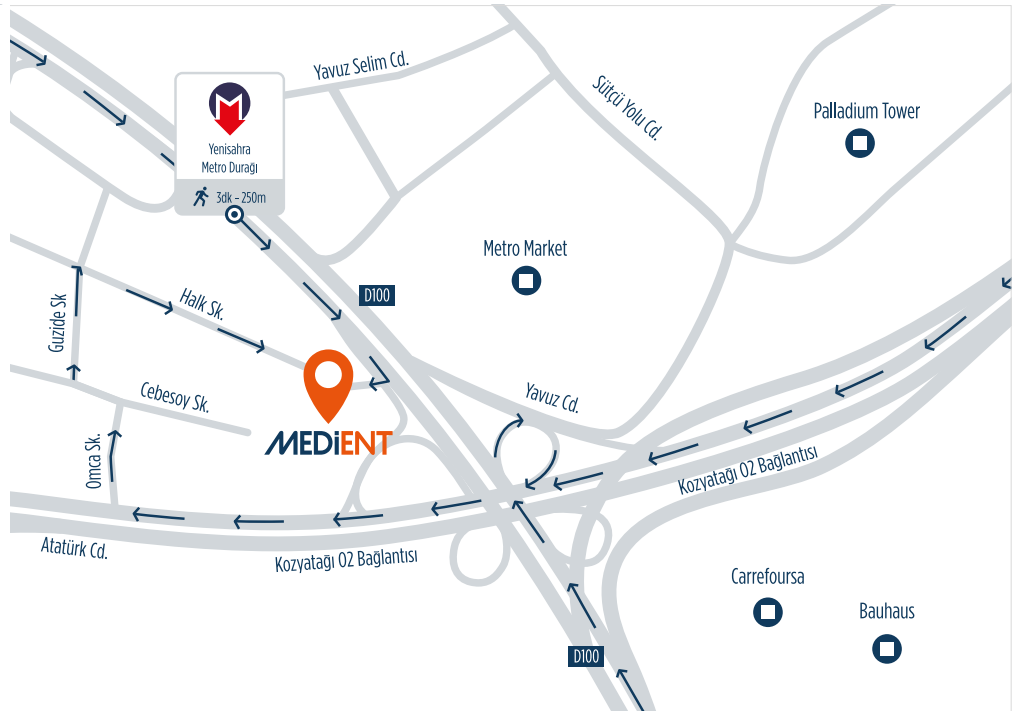 Yavuz Selim Cd.
Sütçü Yolu Cd.
Palladium Tower
M
Yenisahra
Metro Durağı
3dk - 250m
Metro Market
D100
Halk Sk.
Guzide Sk
Cebesoy Sk.
Yavuz Cd.
MEDiENT
Omca Sk.
Kozyatağı 02 Bağlantısı
Atatürk Cd.
Kozyatağı 02 Bağlantısı
Carrefoursa
Bauhaus
D100